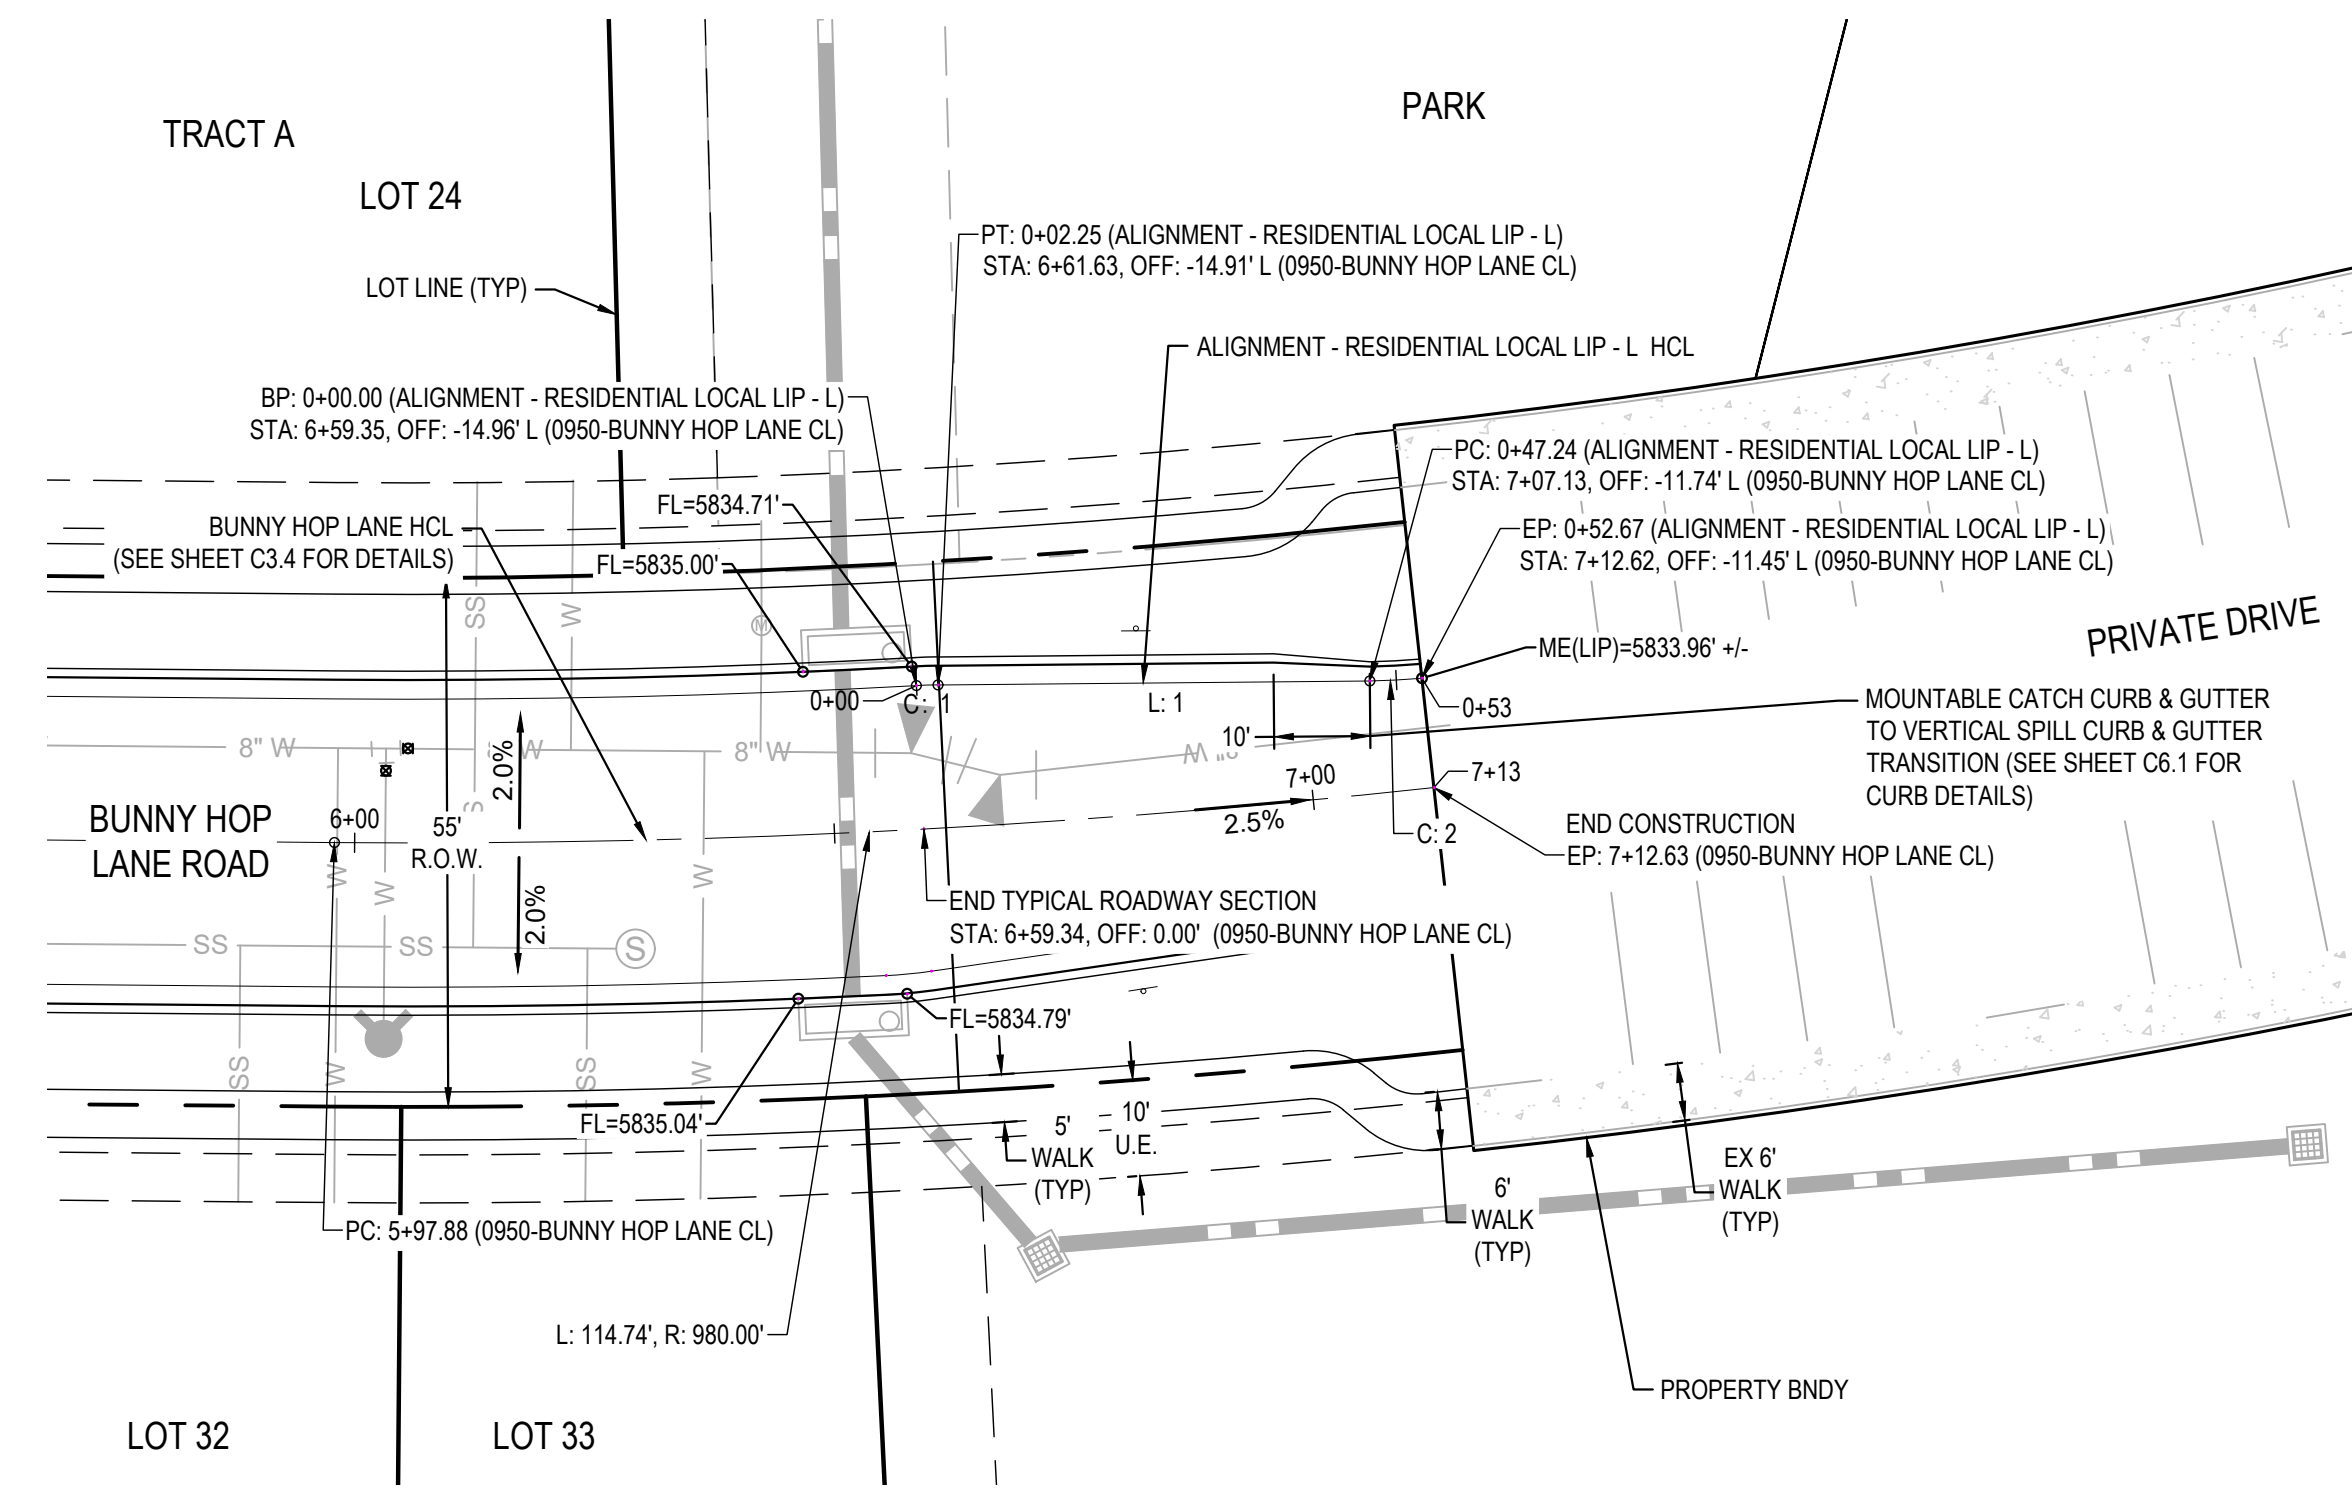 TRACT A
LOT 24
PARK
LOT LINE (TYP)
PT: 0+02.25 (ALIGNMENT - RESIDENTIAL LOCAL LIP - L)
STA: 6+61.63, OFF: -14.91' L (0950-BUNNY HOP LANE CL)
ALIGNMENT - RESIDENTIAL LOCAL LIP - L HCL
BP: 0+00.00 (ALIGNMENT - RESIDENTIAL LOCAL LIP - L)
STA: 6+59.35, OFF: -14.96' L (0950-BUNNY HOP LANE CL)
PC: 0+47.24 (ALIGNMENT - RESIDENTIAL LOCAL LIP - L)
STA: 7+07.13, OFF: -11.74' L (0950-BUNNY HOP LANE CL)
FL=5834.71'
BUNNY HOP LANE HCL
(SEE SHEET C3.4 FOR DETAILS)
FL=5835.00'
EP: 0+52.67 (ALIGNMENT - RESIDENTIAL LOCAL LIP - L)
STA: 7+12.62, OFF: -11.45' L (0950-BUNNY HOP LANE CL)
SS
W
M
PRIVATE DRIVE
ME(LIP)=5833.96' +/-
0+00
C: 1
L: 1
0+53
MOUNTABLE CATCH CURB & GUTTER
TO VERTICAL SPILL CURB & GUTTER
TRANSITION (SEE SHEET C6.1 FOR
CURB DETAILS)
10'
8" W
W
8" W
8" W
2.0%
7+00
7+13
2.5%
C: 2
BUNNY HOP
LANE ROAD
6+00
55'
R.O.W.
S
END CONSTRUCTION
EP: 7+12.63 (0950-BUNNY HOP LANE CL)
W
W
W
2.0%
END TYPICAL ROADWAY SECTION
STA: 6+59.34, OFF: 0.00' (0950-BUNNY HOP LANE CL)
SS
SS
S
FL=5834.79'
SS
W
SS
W
FL=5835.04'
5'
WALK
(TYP)
10'
U.E.
6'
WALK
(TYP)
EX 6'
WALK
(TYP)
PC: 5+97.88 (0950-BUNNY HOP LANE CL)
L: 114.74', R: 980.00'
PROPERTY BNDY
LOT 32
LOT 33